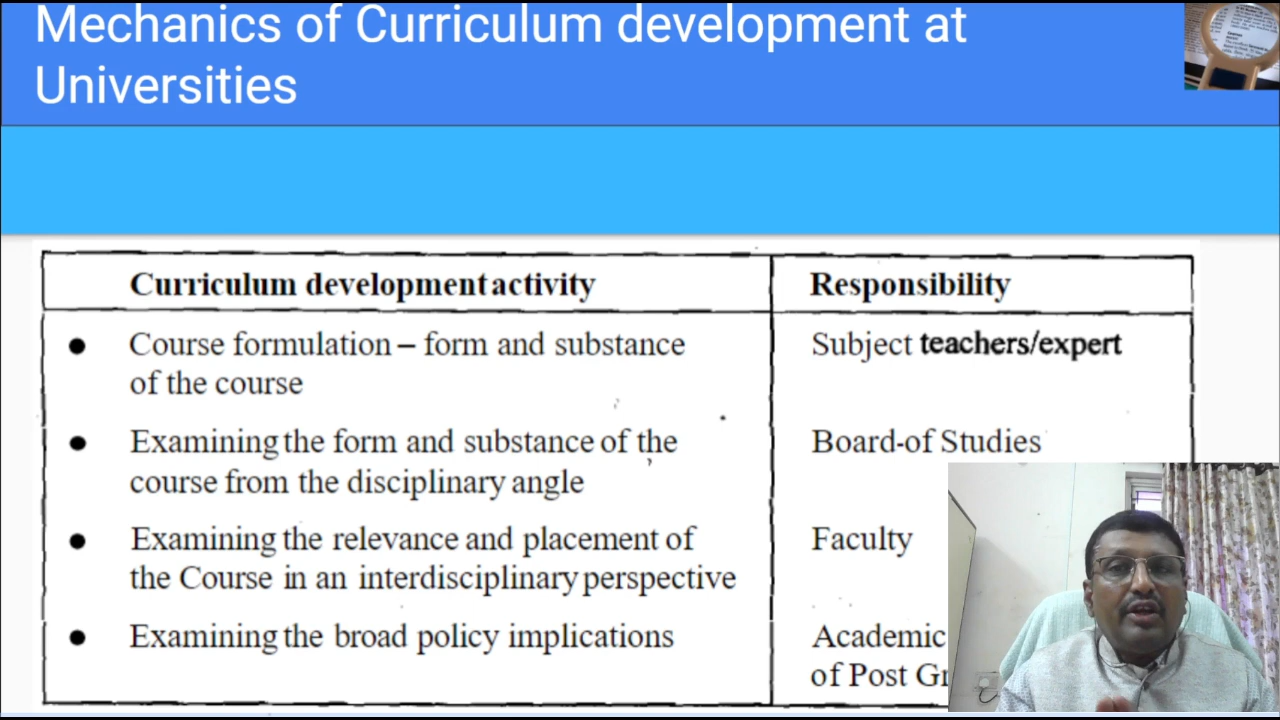 Mechanics of Curriculum development at
Universities
Curriculum development activity
Responsibility
Course formulation – form and substance
of the course
Subject teachers/expert
Examining the form and substance of the
course from the disciplinary angle
Board-of Studies
Examining the relevance and placement of
the Course in an interdisciplinary perspective
Faculty
Examining the broad policy implications
Academic
of Post Gr